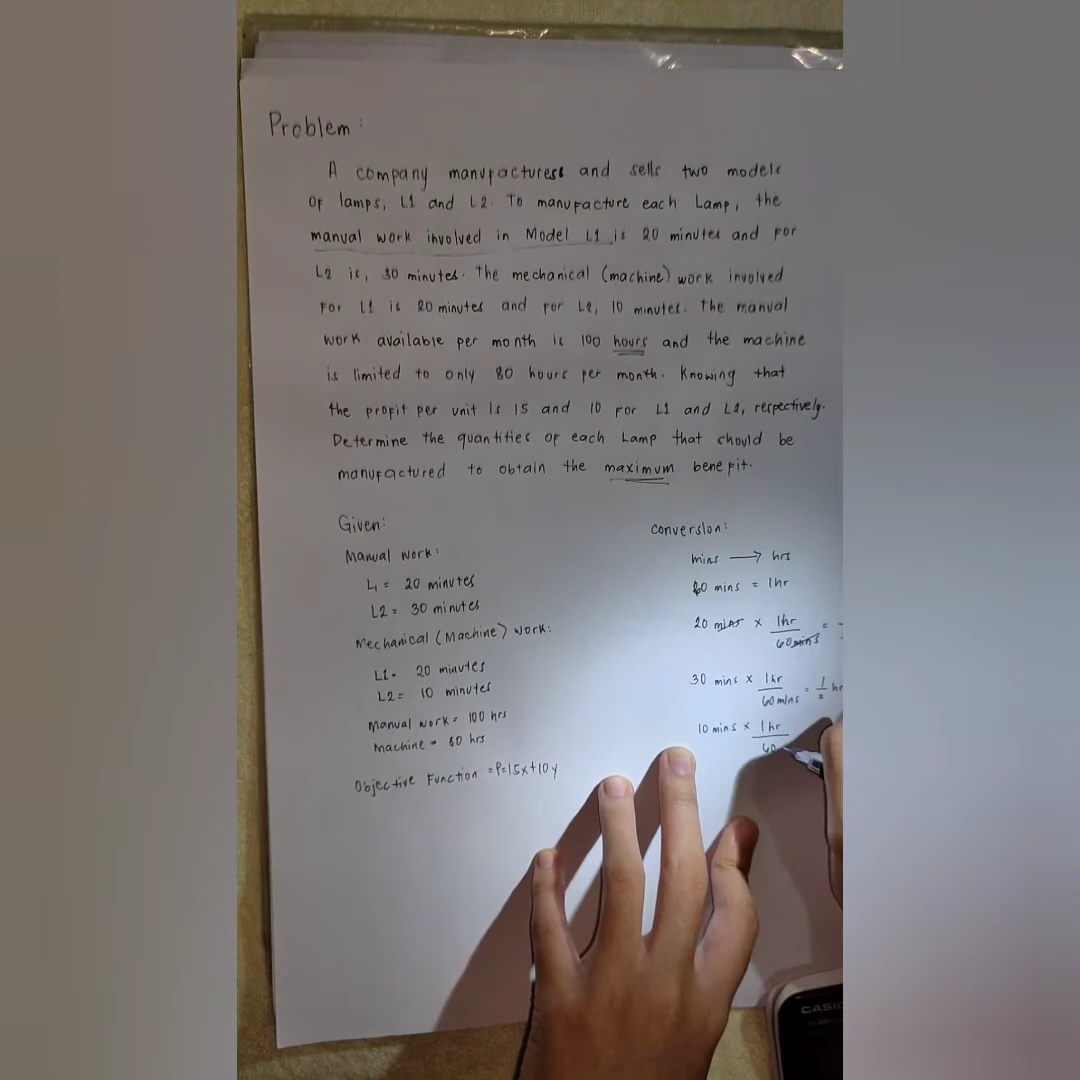 Problem:
A company manufactures and sells two models
of lamps, L1 and L2. To manufacture each Lamp, the
manual work involved in Model L1 is 20 minutes and for
L2 is, 30 minutes. The mechanical (machine) work involved
for L1 is 20 minutes and for L2, 10 minutes. The manual
work available per month is 100 hours and the machine
is limited to only 80 hours per month. Knowing that
the profit per unit is 15 and 10 for L1 and L2, respectively.
Determine the quantities of each Lamp that should be
manufactured to obtain the maximum benefit.
Given:
Manual work:
L1 = 20 minutes
L2 = 30 minutes
Mechanical (Machine) work:
L1. 20 minutes
L2 = 10 minutes
Manual work = 100 hrs
Machine = 80 hrs
Objective Function = P=15x+10y
Conversion:
mins → hrs
60 mins = 1hr
20 mins × 1hr
60mins =
30 mins × 1hr
60mins = 1/2 hr
10 mins × 1hr
60
CASIO